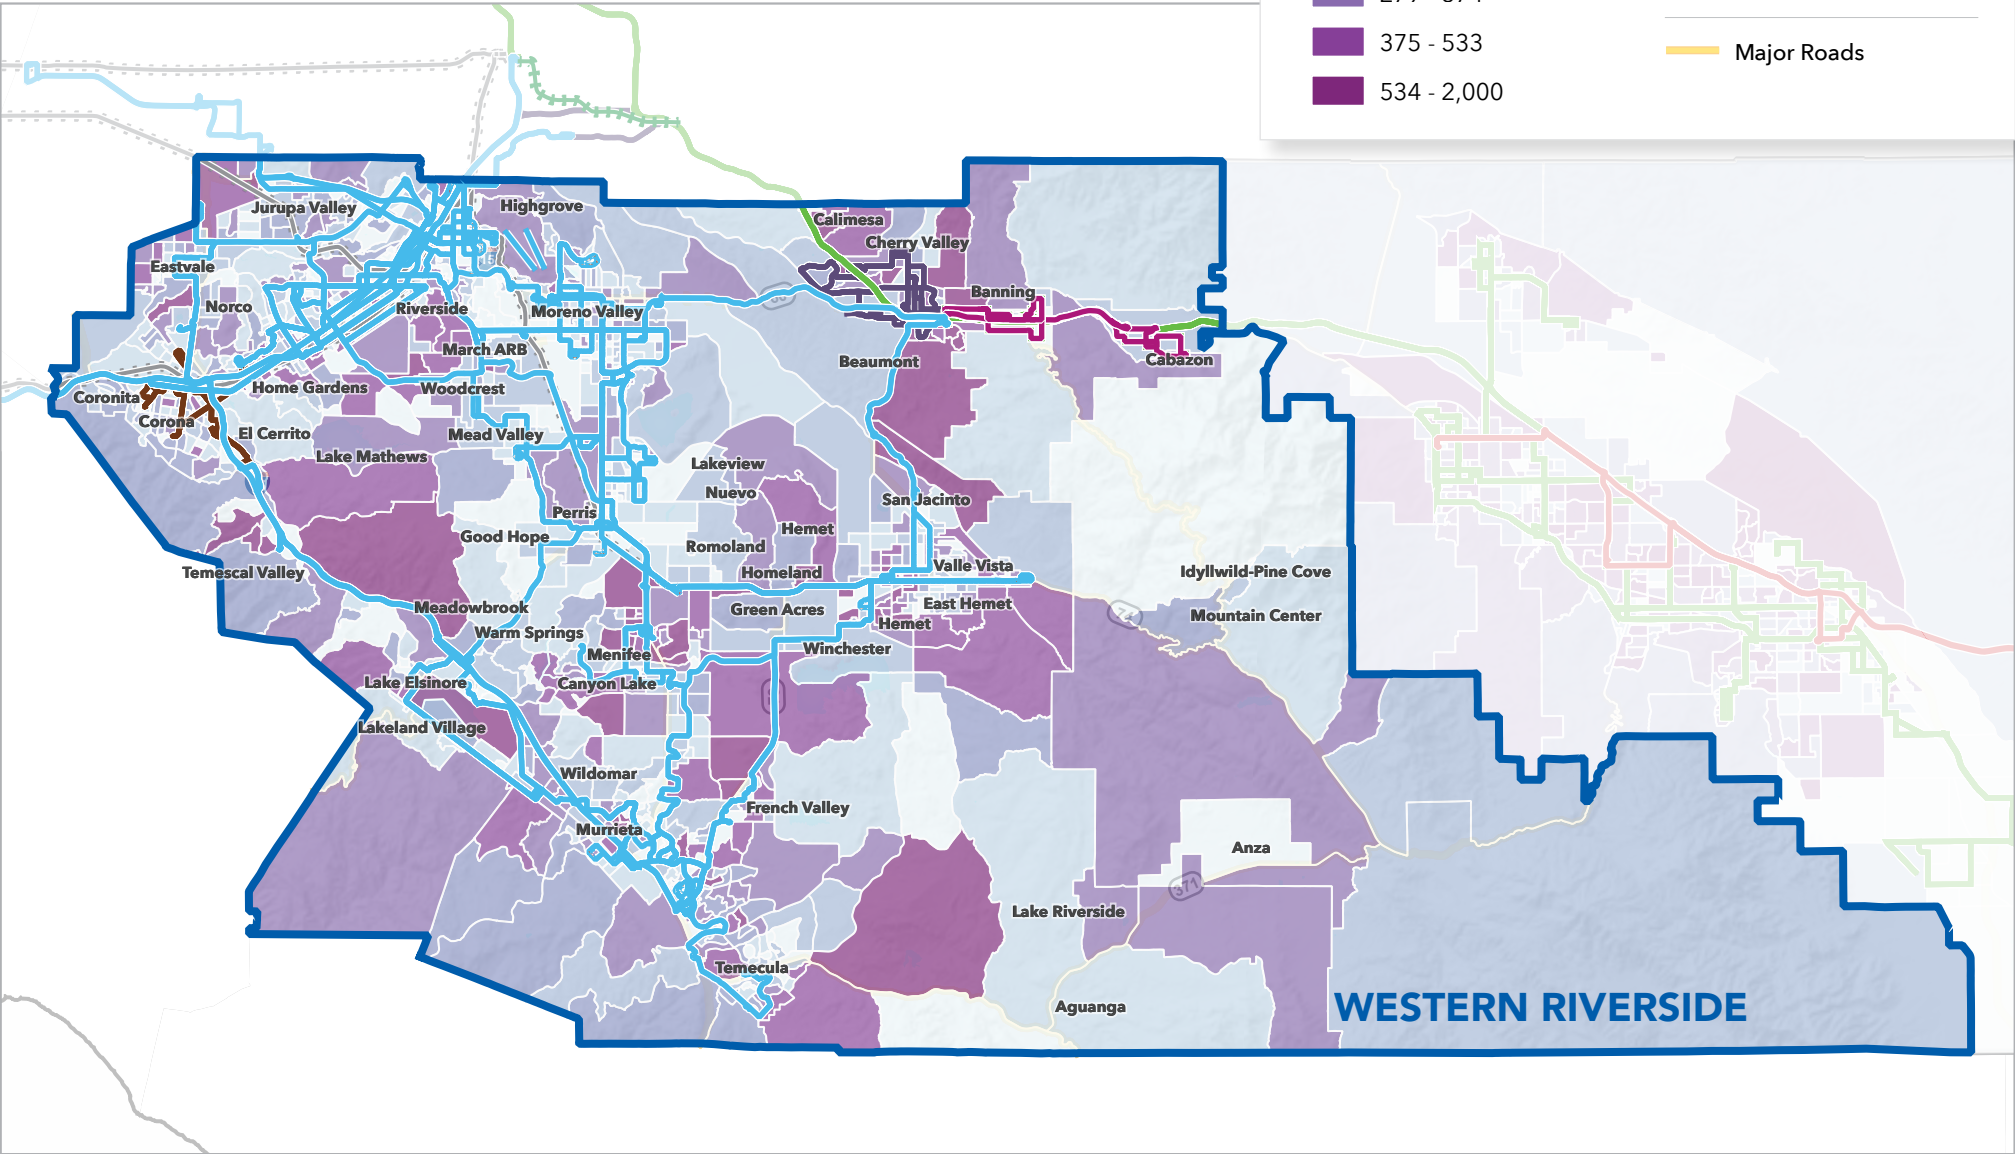 375 - 533
Major Roads
534 - 2,000
Jurupa Valley
Highgrove
Calimesa
Cherry Valley
Eastvale
Norco
Riverside
Moreno Valley
Banning
March ARB
Beaumont
Cabazon
Home Gardens
Woodcrest
Coronita
Corona
El Cerrito
Mead Valley
Lake Mathews
Lakeview
Nuevo
San Jacinto
Perris
Hemet
Good Hope
Romoland
Temescal Valley
Homeland
Valle Vista
Idyllwild-Pine Cove
Meadowbrook
Green Acres
East Hemet
74
Mountain Center
Hemet
Warm Springs
Winchester
Menifee
Lake Elsinore
Canyon Lake
Lakeland Village
Wildomar
French Valley
Murrieta
Anza
371
Lake Riverside
Temecula
Aguanga
WESTERN RIVERSIDE